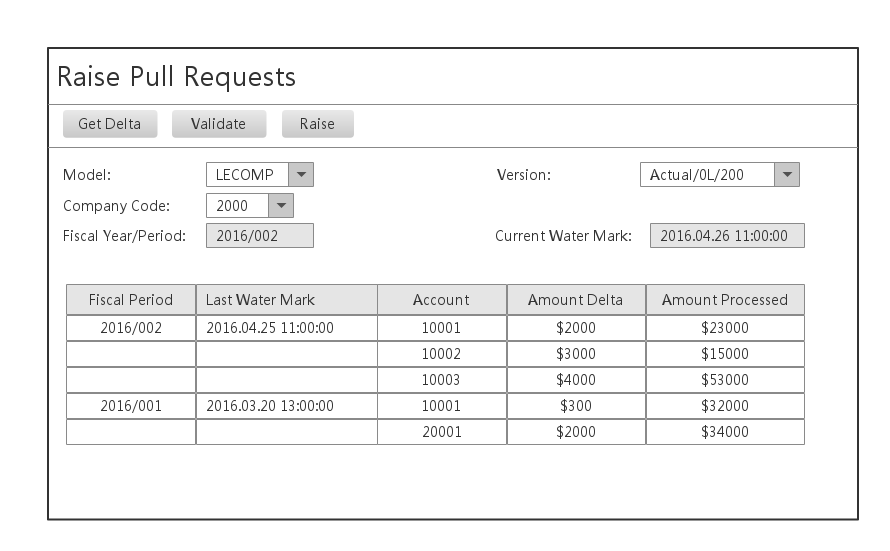 Raise Pull Requests
Get Delta Validate Raise
Model: LECOMP Version: Actual/0L/200
Company Code: 2000
Fiscal Year/Period: 2016/002 Current Water Mark: 2016.04.26 11:00:00
Fiscal Period Last Water Mark Account Amount Delta Amount Processed
2016/002 2016.04.25 11:00:00 10001 $2000 $23000
10002 $3000 $15000
10003 $4000 $53000
2016/001 2016.03.20 13:00:00 10001 $300 $32000
20001 $2000 $34000